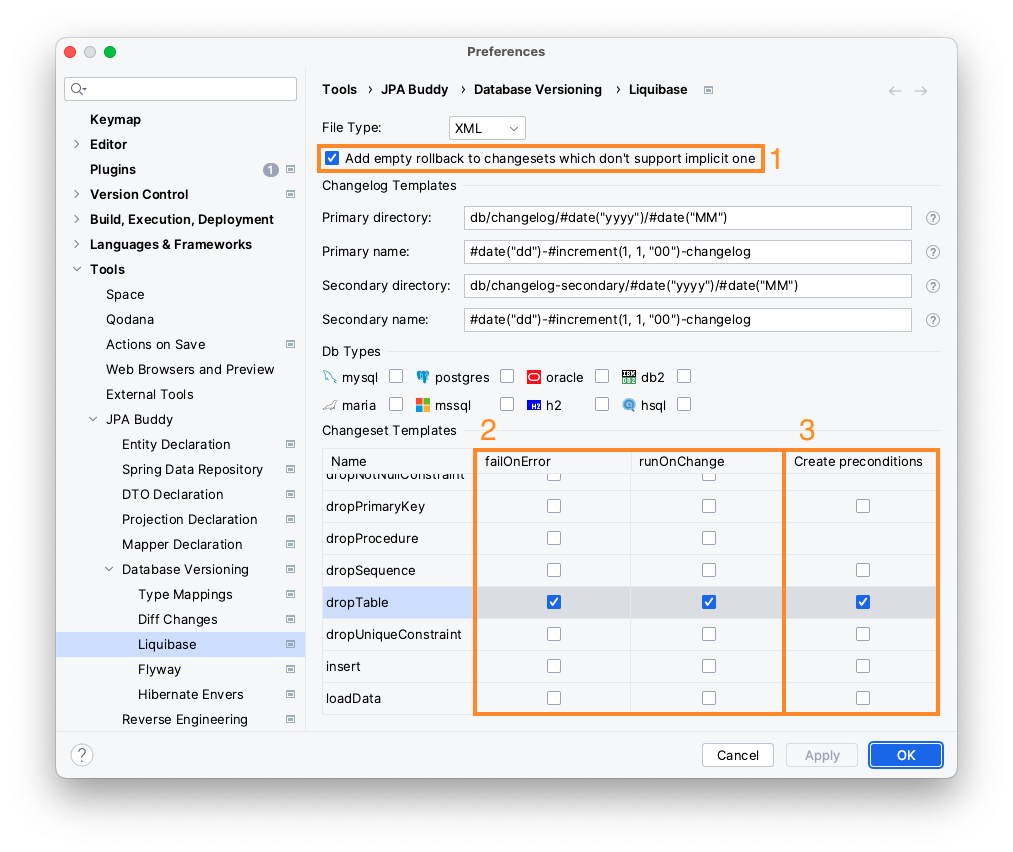 Preferences
Tools › JPA Buddy › Database Versioning › Liquibase
Keymap
Editor
Plugins 1
Version Control
Build, Execution, Deployment
Languages & Frameworks
Tools
Space
Qodana
Actions on Save
Web Browsers and Preview
External Tools
JPA Buddy
Entity Declaration
Spring Data Repository
DTO Declaration
Projection Declaration
Mapper Declaration
Database Versioning
Type Mappings
Diff Changes
Liquibase
Flyway
Hibernate Envers
Reverse Engineering
File Type: XML
Add empty rollback to changesets which don't support implicit one 1
Changelog Templates
Primary directory: db/changelog/#date("yyyy")/#date("MM") ?
Primary name: #date("dd")-#increment(1, 1, "00")-changelog ?
Secondary directory: db/changelog-secondary/#date("yyyy")/#date("MM") ?
Secondary name: #date("dd")-#increment(1, 1, "00")-changelog ?
Db Types
mysql postgres oracle IBM DB2 db2
maria mssql H2 h2 hsql
Changeset Templates 2 3
Name failOnError runOnChange Create preconditions
dropNotNullConstraint
dropPrimaryKey
dropProcedure
dropSequence
dropTable
dropUniqueConstraint
insert
loadData
? Cancel Apply OK